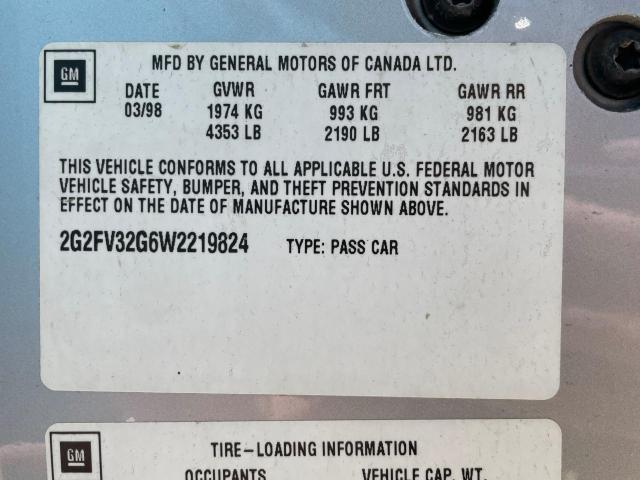 GM
MFD BY GENERAL MOTORS OF CANADA LTD.
DATE GVWR GAWR FRT GAWR RR
03/98 1974 KG 993 KG 981 KG
4353 LB 2190 LB 2163 LB
THIS VEHICLE CONFORMS TO ALL APPLICABLE U.S. FEDERAL MOTOR
VEHICLE SAFETY, BUMPER, AND THEFT PREVENTION STANDARDS IN
EFFECT ON THE DATE OF MANUFACTURE SHOWN ABOVE.
2G2FV32G6W2219824 TYPE: PASS CAR
GM
TIRE-LOADING INFORMATION
OCCUPANTS VEHICLE CAP. WT.